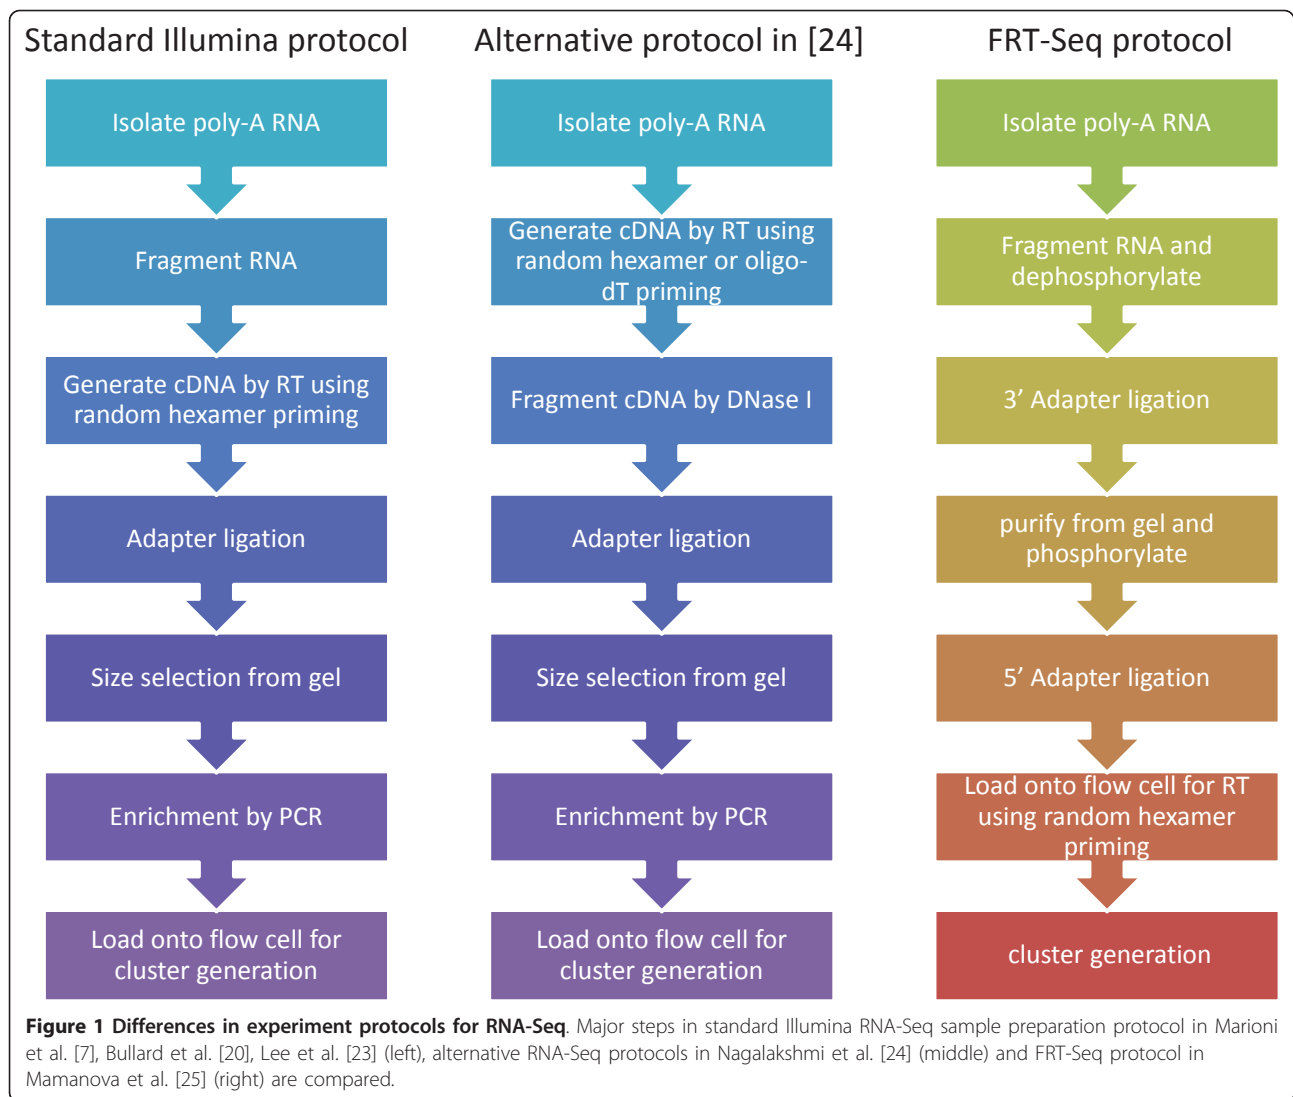 Standard Illumina protocol
Isolate poly-A RNA
Fragment RNA
Generate cDNA by RT using
random hexamer priming
Adapter ligation
Size selection from gel
Enrichment by PCR
Load onto flow cell for
cluster generation
Alternative protocol in [24]
Isolate poly-A RNA
Generate cDNA by RT using
random hexamer or oligo-
dT priming
Fragment cDNA by DNase I
Adapter ligation
Size selection from gel
Enrichment by PCR
Load onto flow cell for
cluster generation
FRT-Seq protocol
Isolate poly-A RNA
Fragment RNA and
dephosphorylate
3’ Adapter ligation
purify from gel and
phosphorylate
5’ Adapter ligation
Load onto flow cell for RT
using random hexamer
priming
cluster generation
Figure 1 Differences in experiment protocols for RNA-Seq. Major steps in standard Illumina RNA-Seq sample preparation protocol in Marioni
et al. [7], Bullard et al. [20], Lee et al. [23] (left), alternative RNA-Seq protocols in Nagalakshmi et al. [24] (middle) and FRT-Seq protocol in
Mamanova et al. [25] (right) are compared.